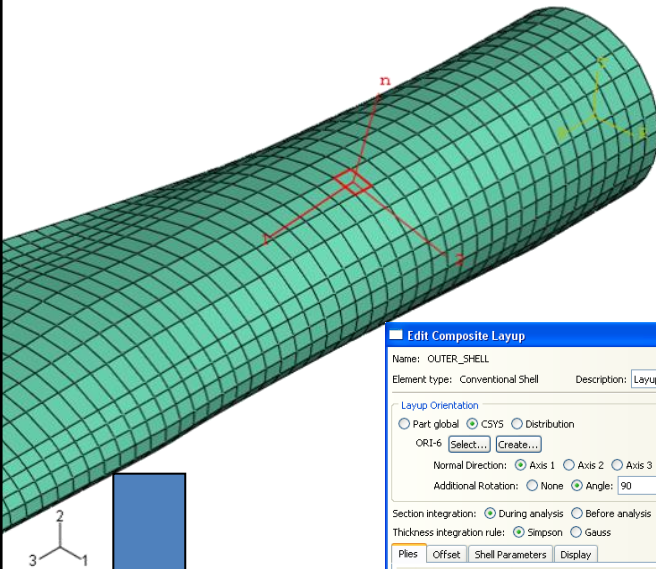 n
1
2
Edit Composite Layup
Name: OUTER_SHELL
Element type: Conventional Shell Description: Layup
Layup Orientation
Part global CSYS Distribution
ORI-6 Select... Create...
Normal Direction: Axis 1 Axis 2 Axis 3
Additional Rotation: None Angle: 90
Section integration: During analysis Before analysis
Thickness integration rule: Simpson Gauss
Plies Offset Shell Parameters Display
2
3 1